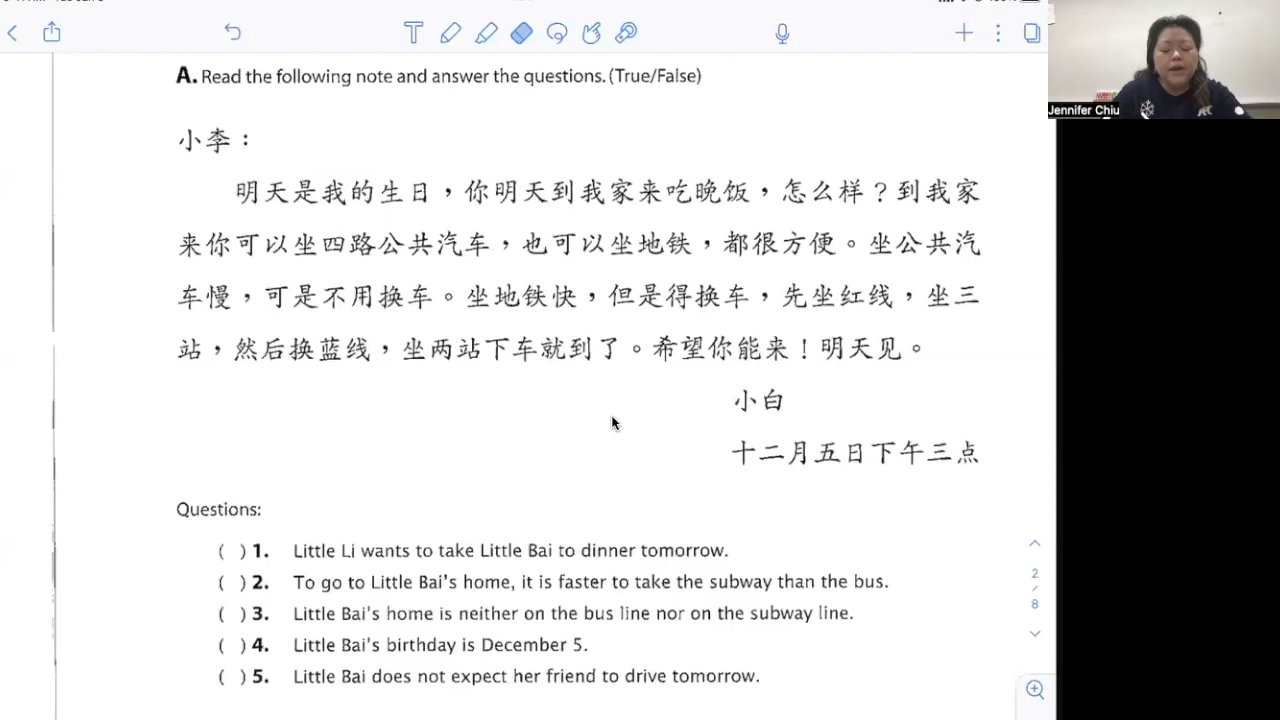 A. Read the following note and answer the questions. (True/False)
小李：
明天是我的生日，你明天到我家来吃晚饭，怎么样？到我家
来你可以坐四路公共汽车，也可以坐地铁，都很方便。坐公共汽
车慢，可是不用换车。坐地铁快，但是得换车，先坐红线，坐三
站，然后换蓝线，坐两站下车就到了。希望你能来！明天见。
小白
十二月五日下午三点
Questions:
( ) 1. Little Li wants to take Little Bai to dinner tomorrow.
( ) 2. To go to Little Bai's home, it is faster to take the subway than the bus.
( ) 3. Little Bai's home is neither on the bus line nor on the subway line.
( ) 4. Little Bai's birthday is December 5.
( ) 5. Little Bai does not expect her friend to drive tomorrow.
2
8
Jennifer Chiu